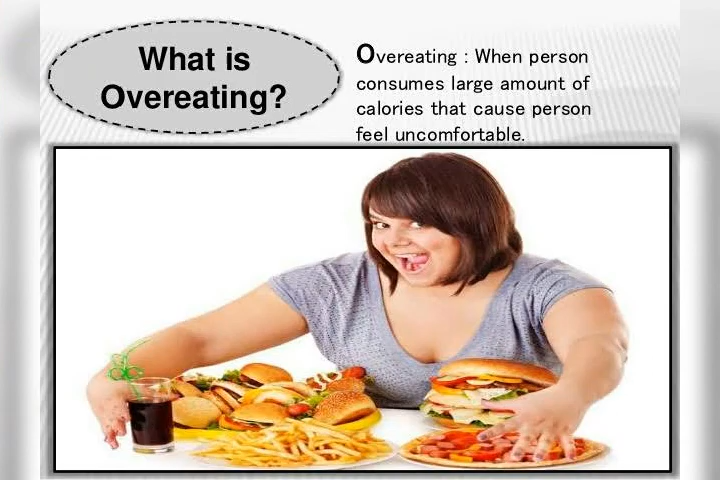 What is
Overeating?
Overeating : When person
consumes large amount of
calories that cause person
feel uncomfortable.